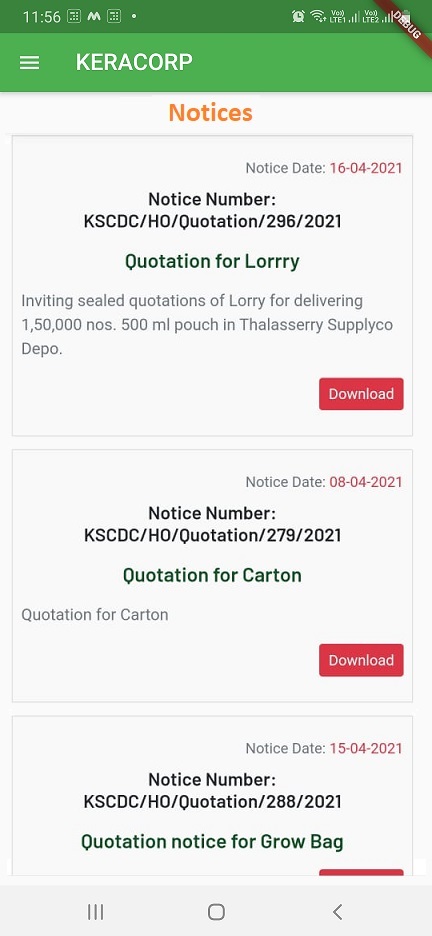 11:56
Vo)) LTE1 Vo)) LTE2
DEBUG
KERACORP
Notices
Notice Date: 16-04-2021
Notice Number:
KSCDC/HO/Quotation/296/2021
Quotation for Lorrry
Inviting sealed quotations of Lorry for delivering
1,50,000 nos. 500 ml pouch in Thalasserry Supplyco
Depo.
Download
Notice Date: 08-04-2021
Notice Number:
KSCDC/HO/Quotation/279/2021
Quotation for Carton
Quotation for Carton
Download
Notice Date: 15-04-2021
Notice Number:
KSCDC/HO/Quotation/288/2021
Quotation notice for Grow Bag